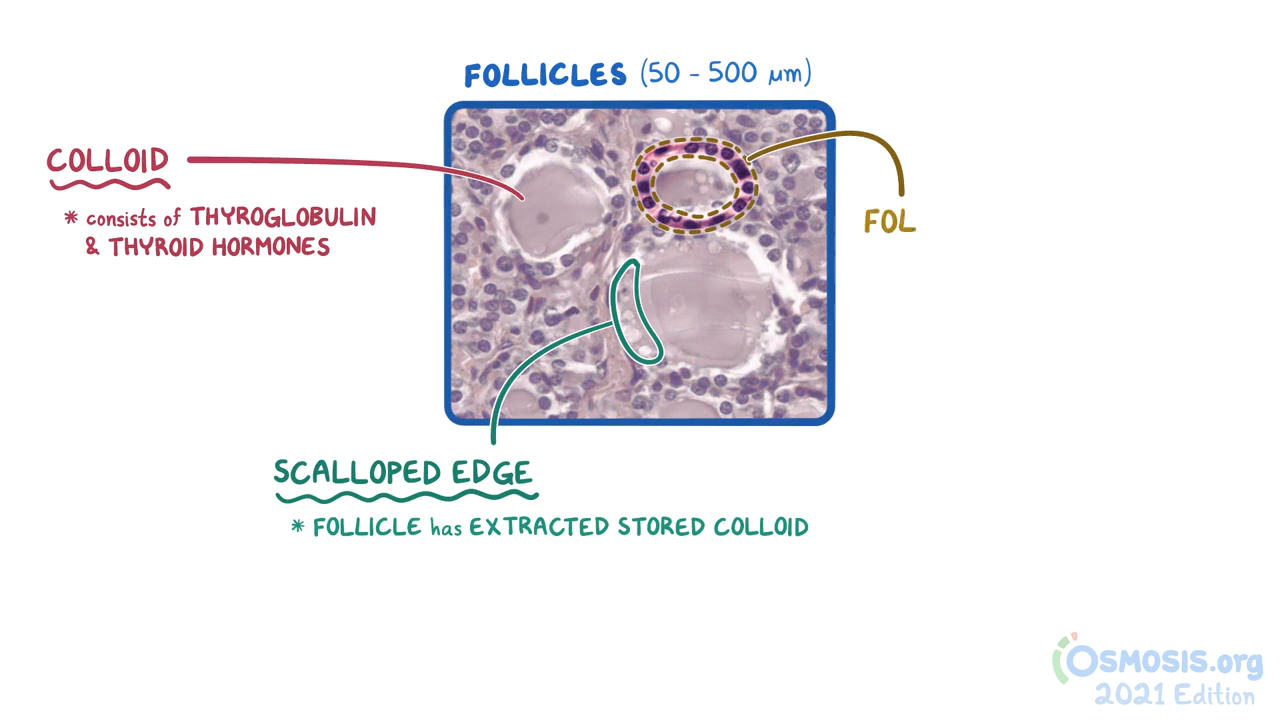 FOLLICLES (50 - 500 µm)
COLLOID
* consists of THYROGLOBULIN
& THYROID HORMONES
FOL
SCALLOPED EDGE
* FOLLICLE has EXTRACTED STORED COLLOID
OSMOSIS.org
2021 Edition